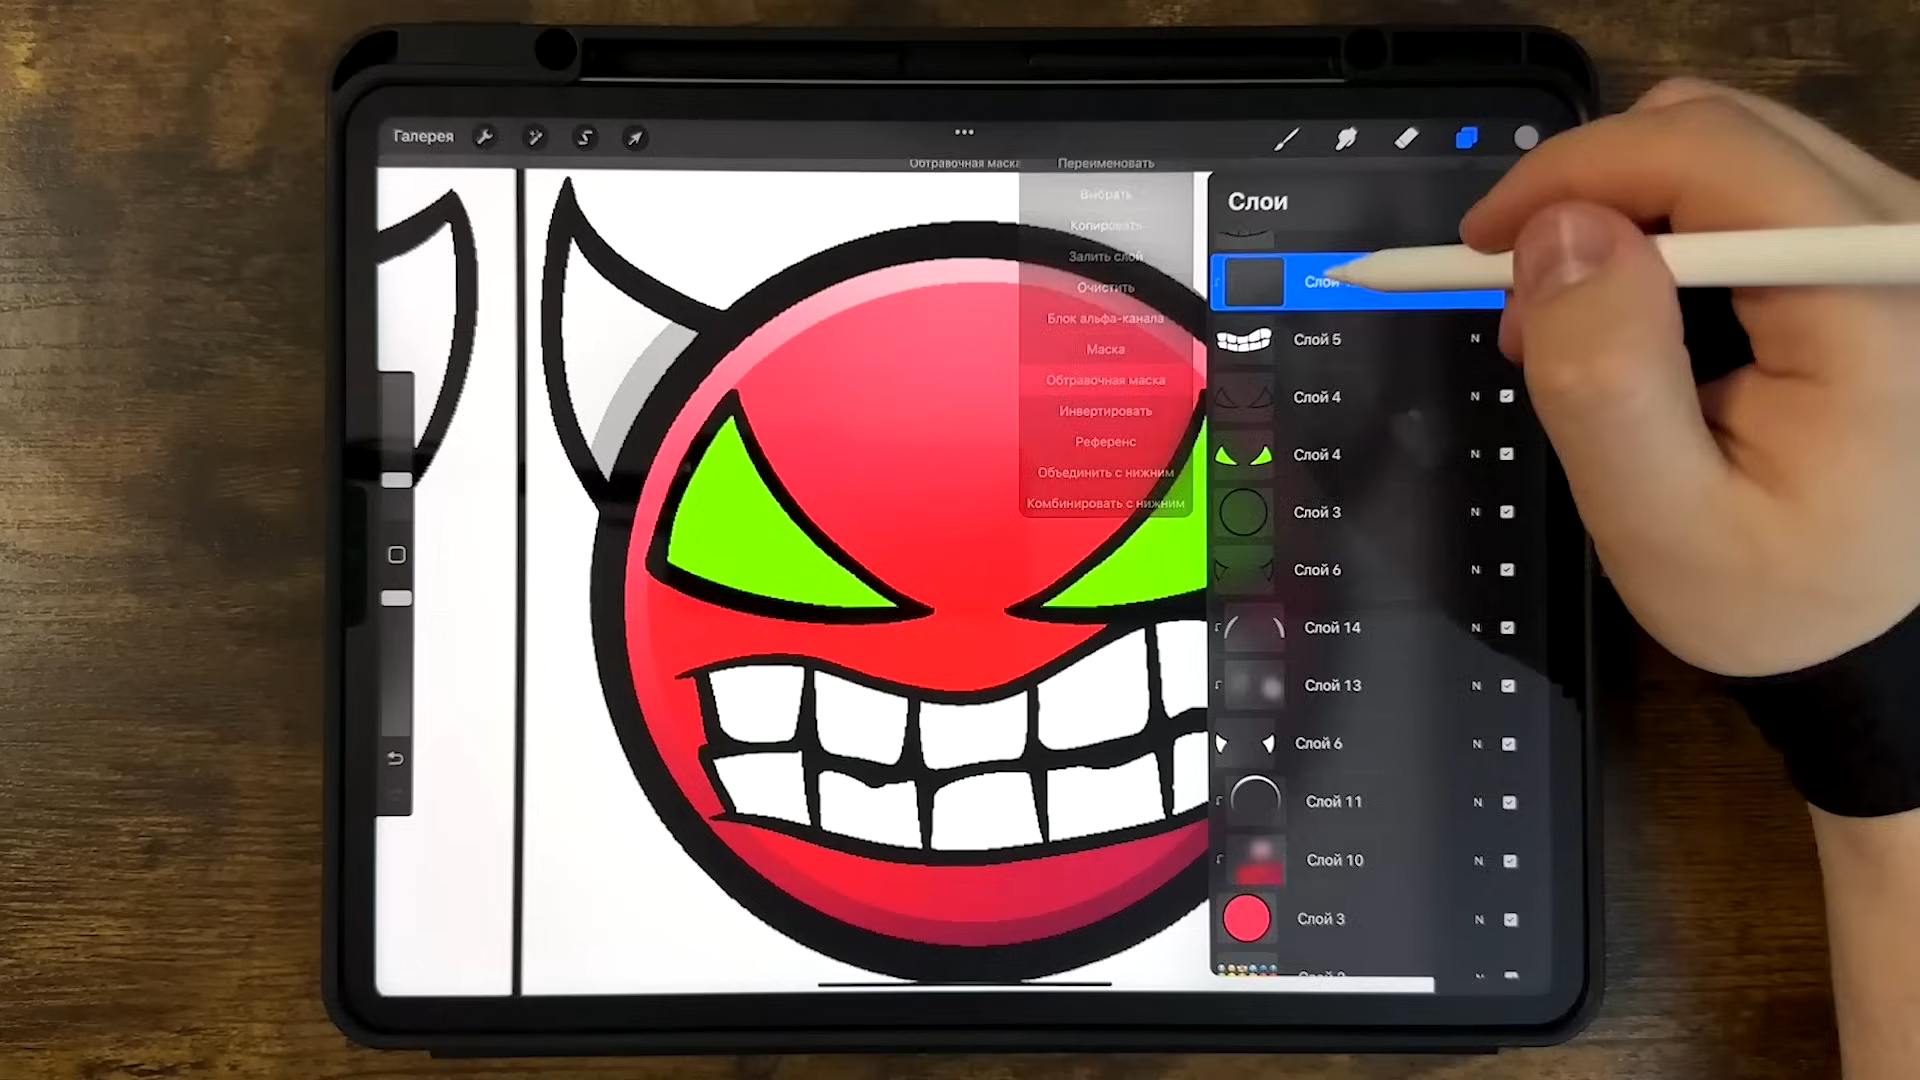 Галерея
Обтравочная маска
Переименовать
Выбрать
Копировать
Залить слой
Очистить
Блок альфа-канала
Маска
Обтравочная маска
Инвертировать
Референс
Объединить с нижним
Комбинировать с нижним
Слои
Слой
Слой 5 N
Слой 4 N
Слой 4 N
Слой 3 N
Слой 6 N
Слой 14 N
Слой 13 N
Слой 6 N
Слой 11 N
Слой 10 N
Слой 3 N